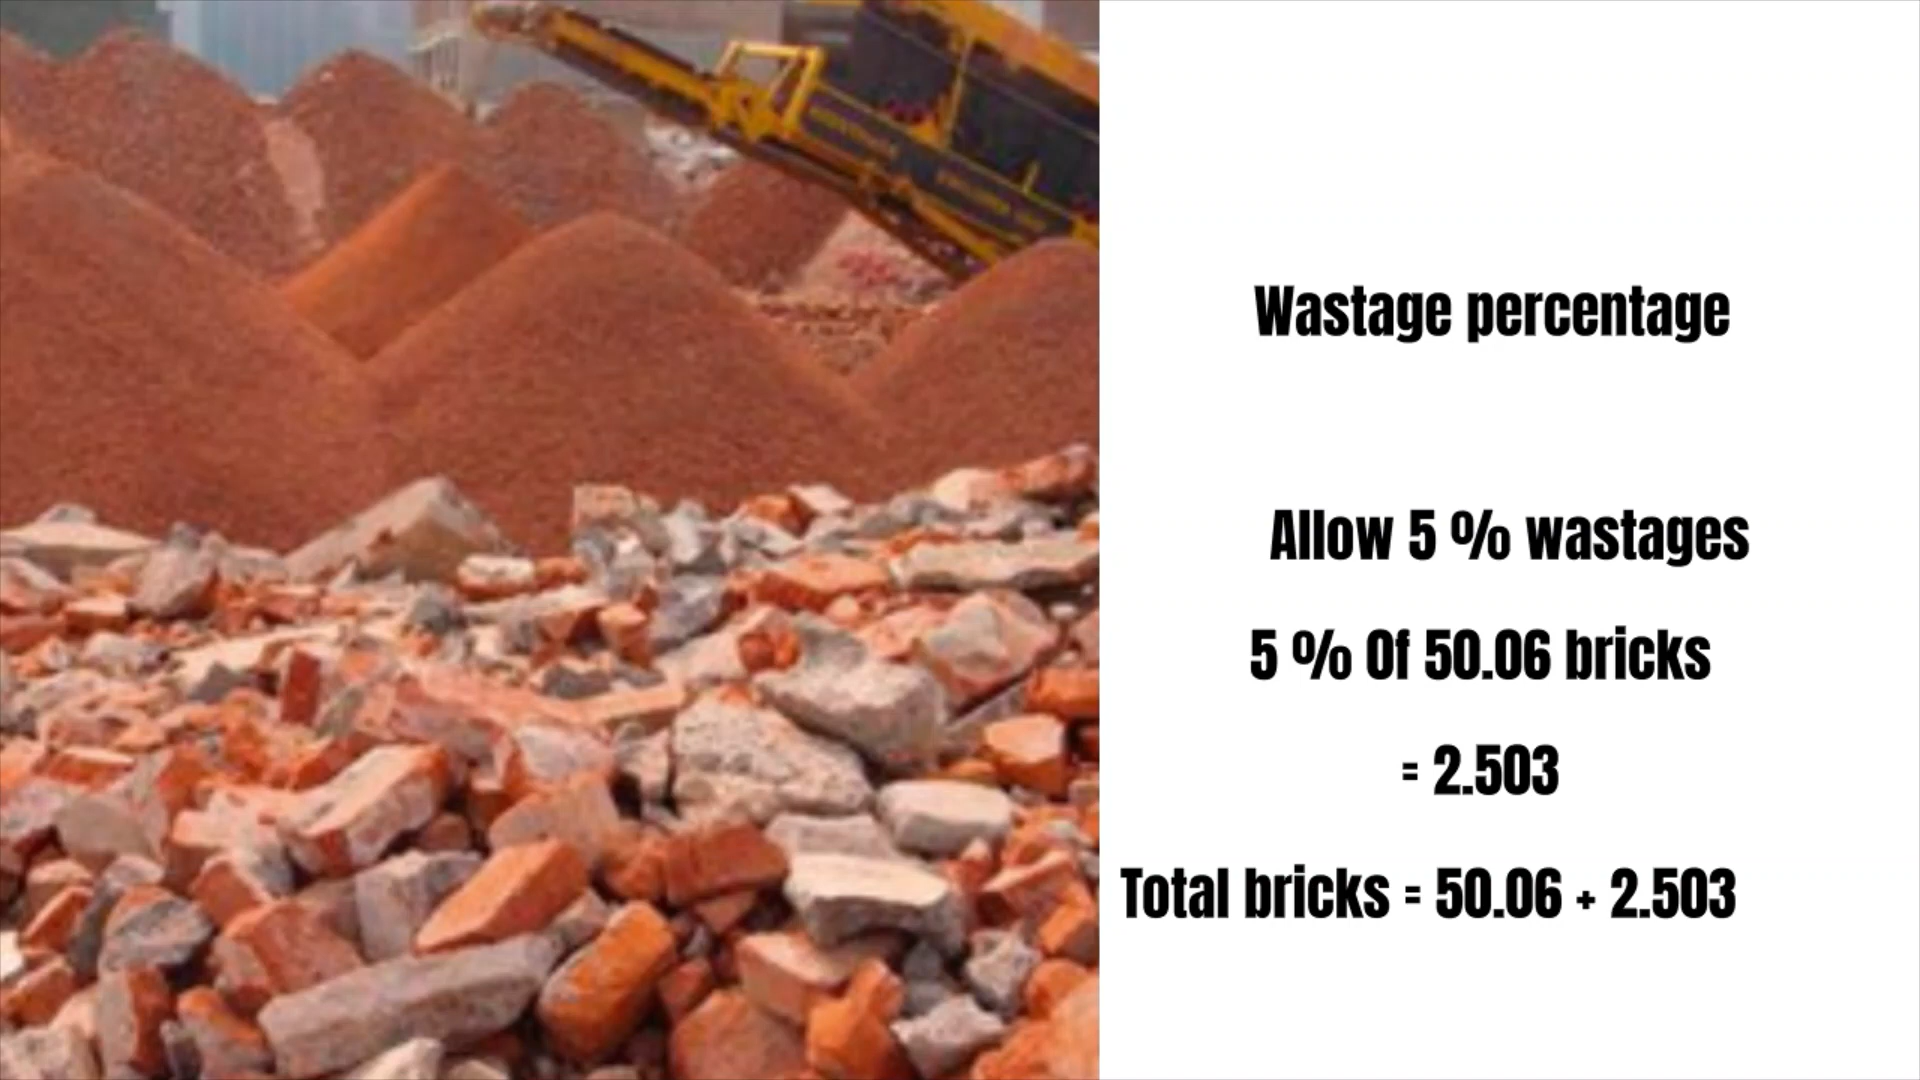 Wastage percentage
Allow 5 % wastages
5 % Of 50.06 bricks
= 2.503
Total bricks = 50.06 + 2.503